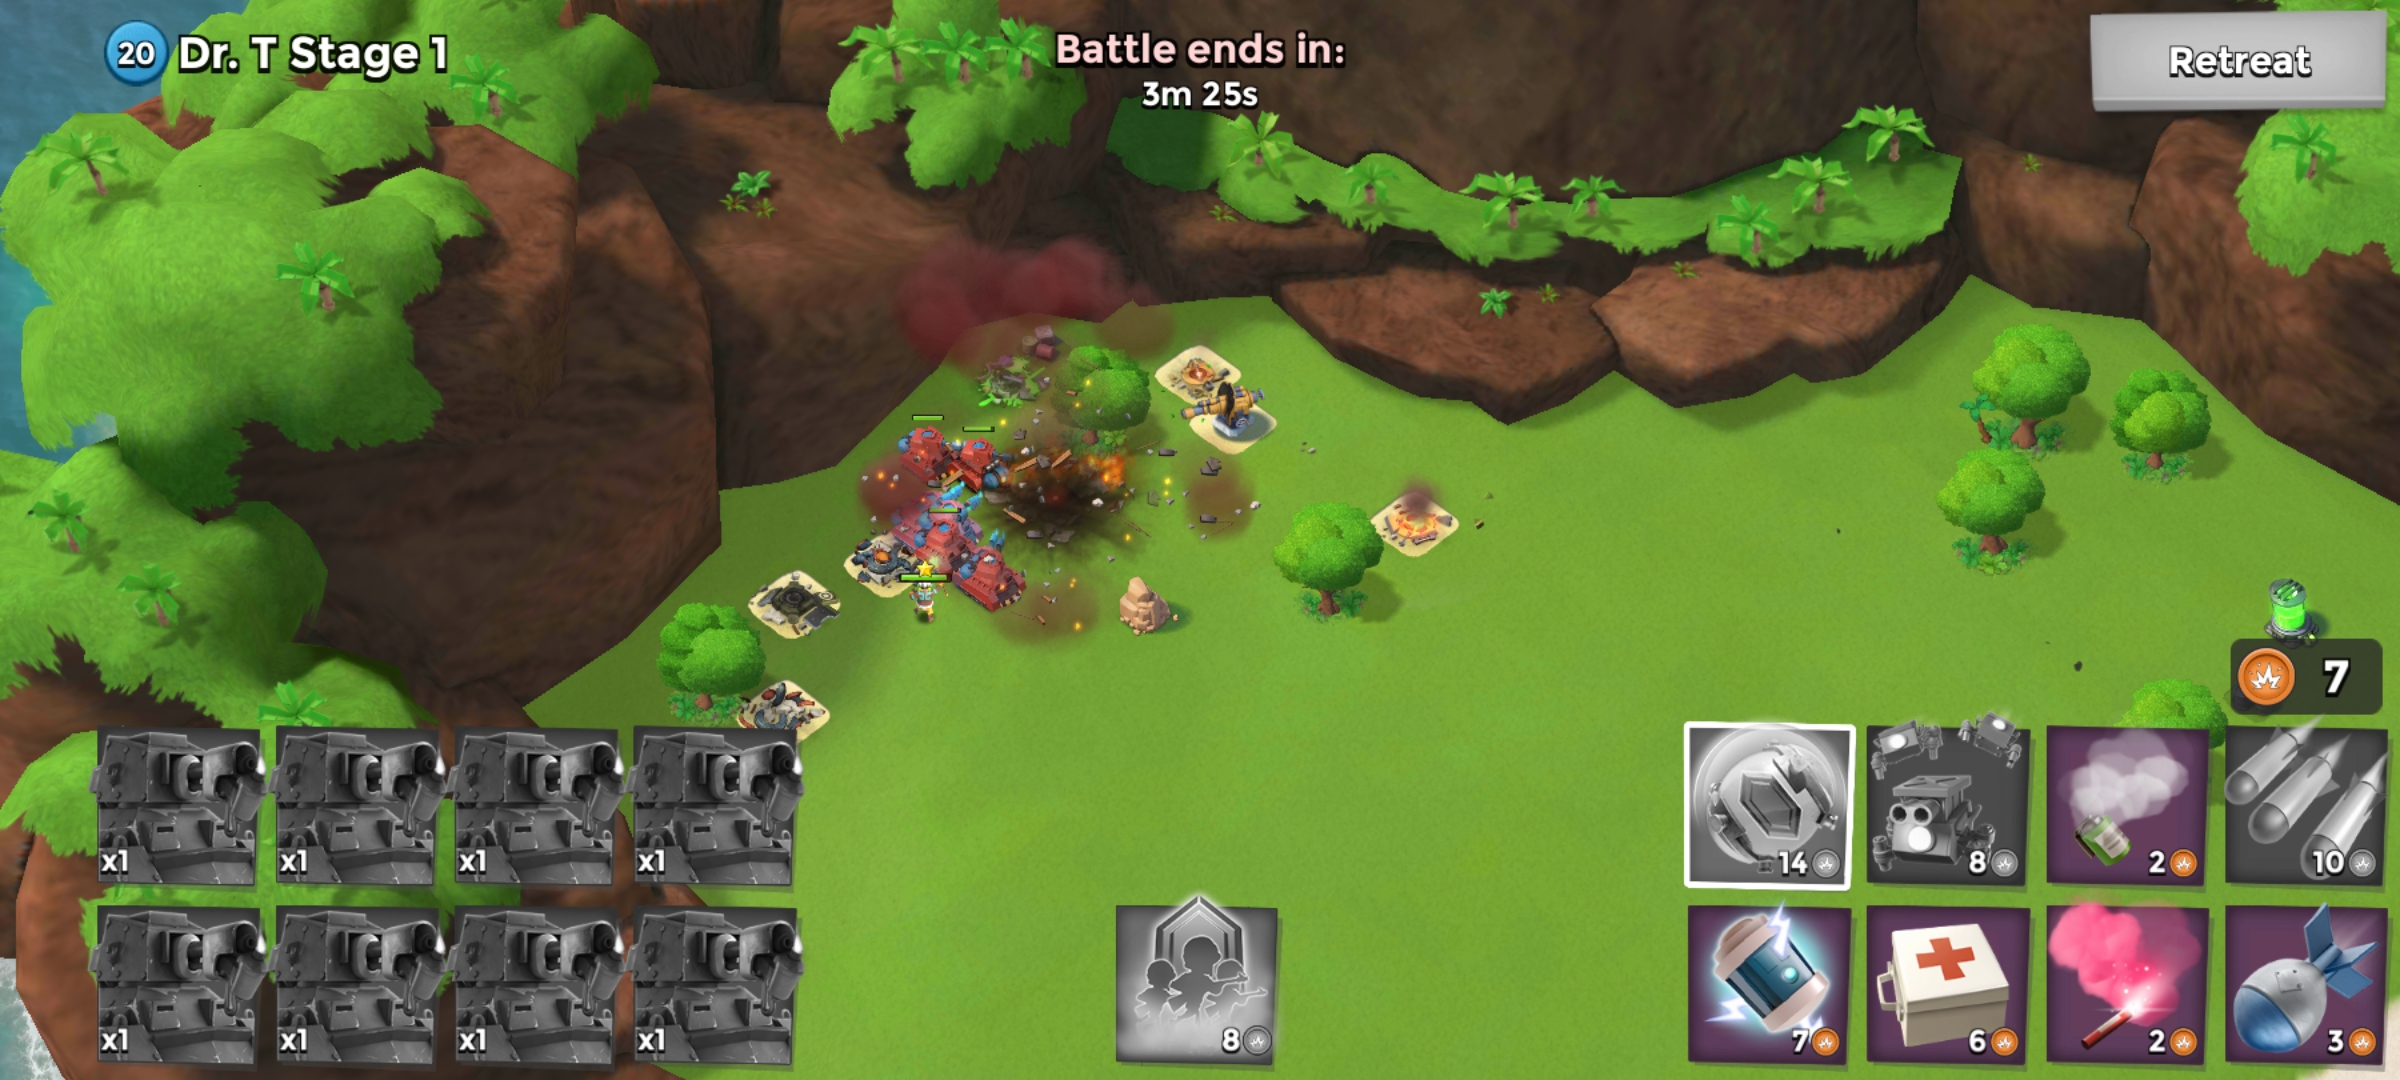 20 Dr. T Stage 1
Battle ends in:
3m 25s
Retreat
7
x1 x1 x1 x1
14 8 2 10
x1 x1 x1 x1
8
7 6 2 3